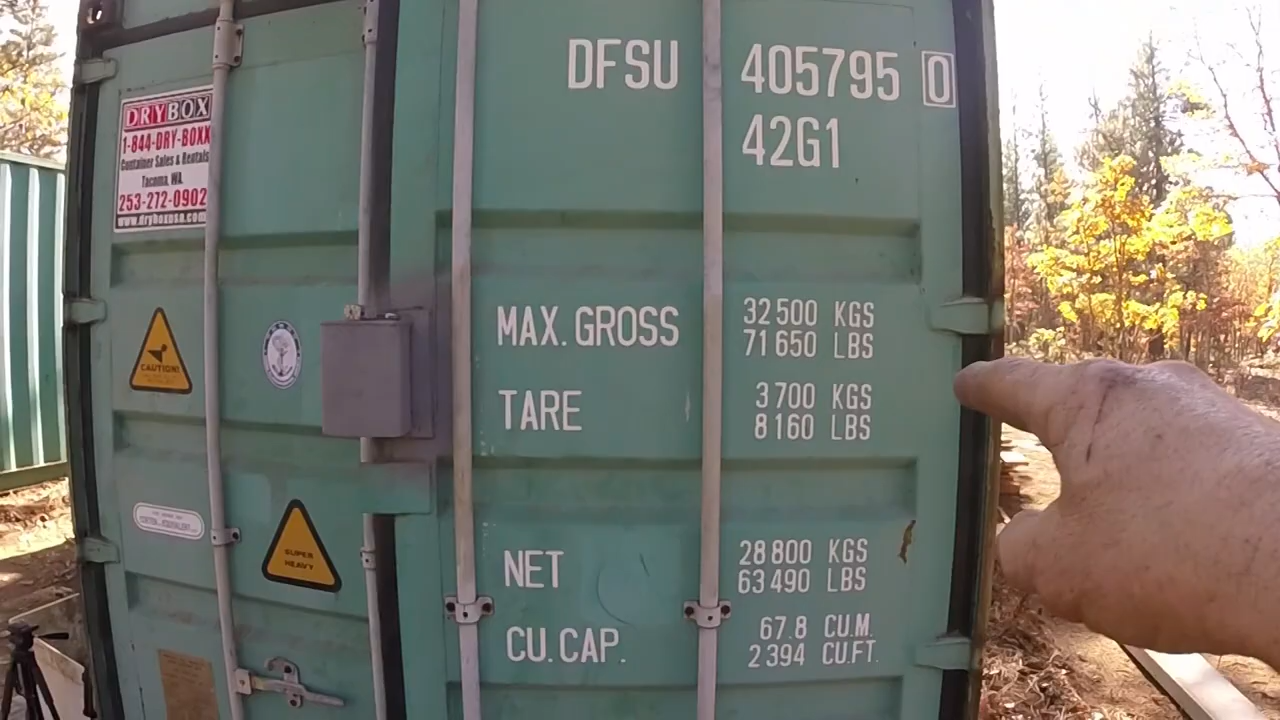 DFSU 405795 0
42G1
DRYBOX
1-844-DRY-BOXX
Container Sales & Rentals
Tacoma, WA.
253-272-0902
www.dryboxusa.com
MAX. GROSS 32 500 KGS
71 650 LBS
TARE 3 700 KGS
8 160 LBS
CAUTION!
SUPER
HEAVY
NET 28 800 KGS
63 490 LBS
CU. CAP. 67.8 CU.M.
2 394 CU.FT.